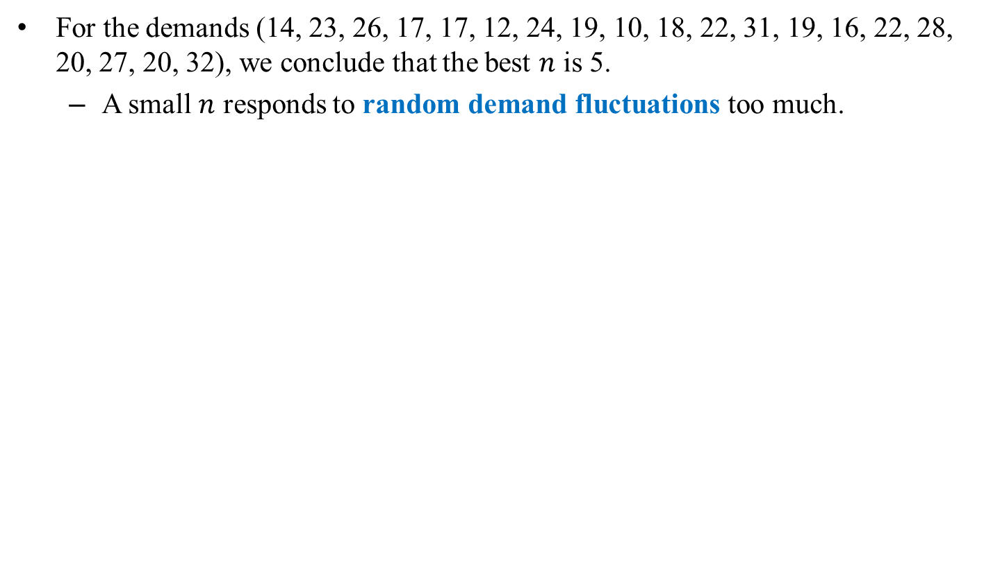 • For the demands (14, 23, 26, 17, 17, 12, 24, 19, 10, 18, 22, 31, 19, 16, 22, 28,
20, 27, 20, 32), we conclude that the best 𝑛 is 5.
– A small 𝑛 responds to random demand fluctuations too much.